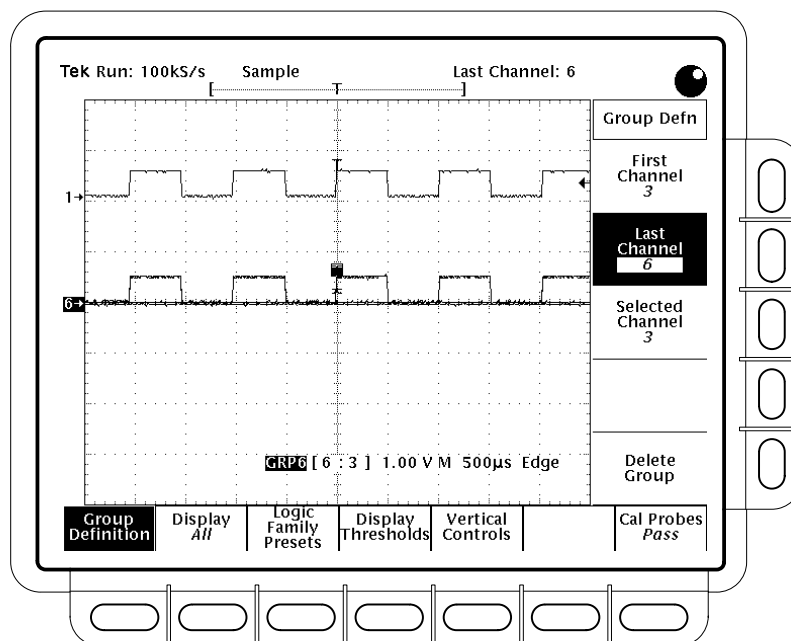 Tek Run: 100kS/s Sample Last Channel: 6
T
Group Defn
First
Channel
3
1
T
Last
Channel
6
6
Selected
Channel
3
GRP6 [ 6 : 3 ] 1.00 V M 500µs Edge
Delete
Group
Group
Definition
Display
All
Logic
Family
Presets
Display
Thresholds
Vertical
Controls
Cal Probes
Pass